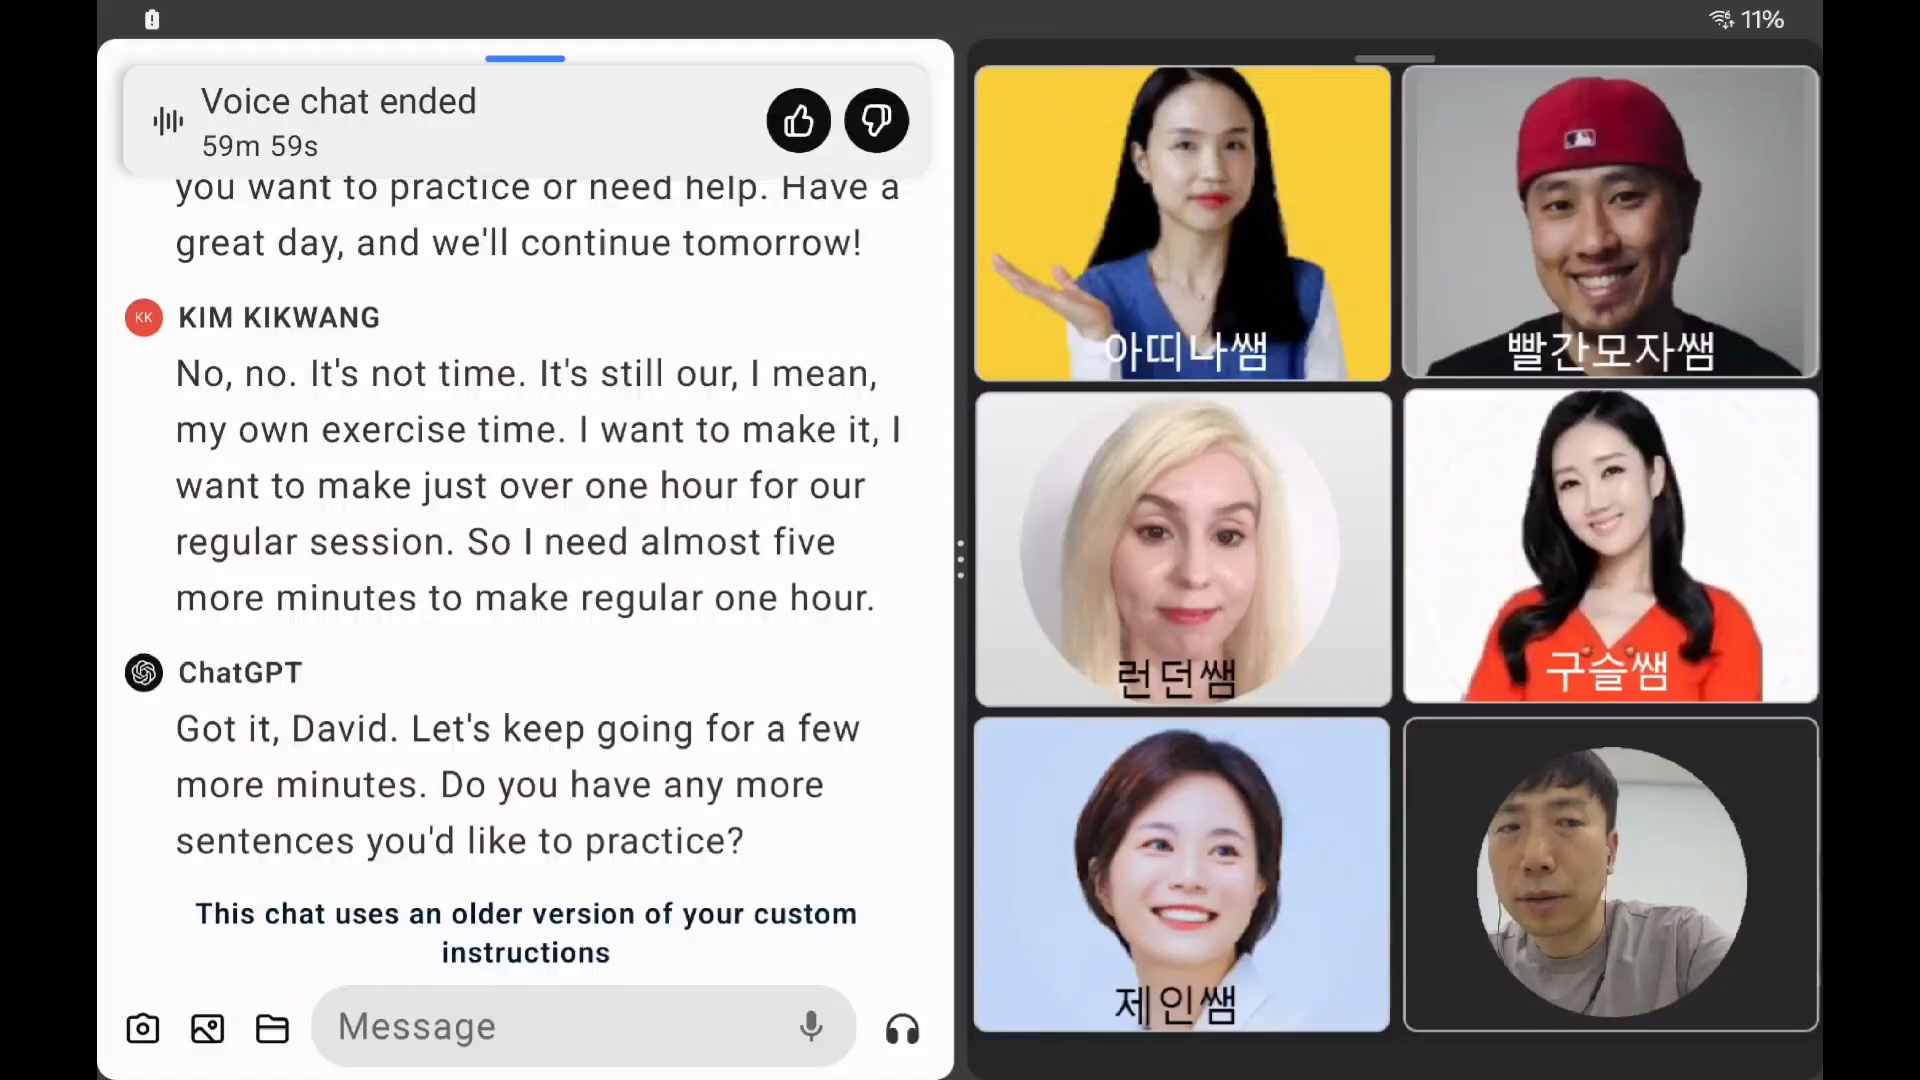 11%
Voice chat ended
59m 59s
you want to practice or need help. Have a
great day, and we'll continue tomorrow!
KK KIM KIKWANG
No, no. It's not time. It's still our, I mean,
my own exercise time. I want to make it, I
want to make just over one hour for our
regular session. So I need almost five
more minutes to make regular one hour.
ChatGPT
Got it, David. Let's keep going for a few
more minutes. Do you have any more
sentences you'd like to practice?
This chat uses an older version of your custom
instructions
Message
아띠나쌤
빨간모자쌤
런던쌤
구슬쌤
제인쌤